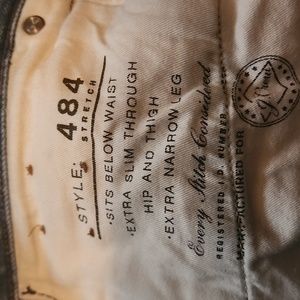 STYLE 484
STRETCH
•SITS BELOW WAIST
•EXTRA SLIM THROUGH
HIP AND THIGH
•EXTRA NARROW LEG
Every Stitch Considered
REGISTERED I.D. NUMBER
MANUFACTURED FOR